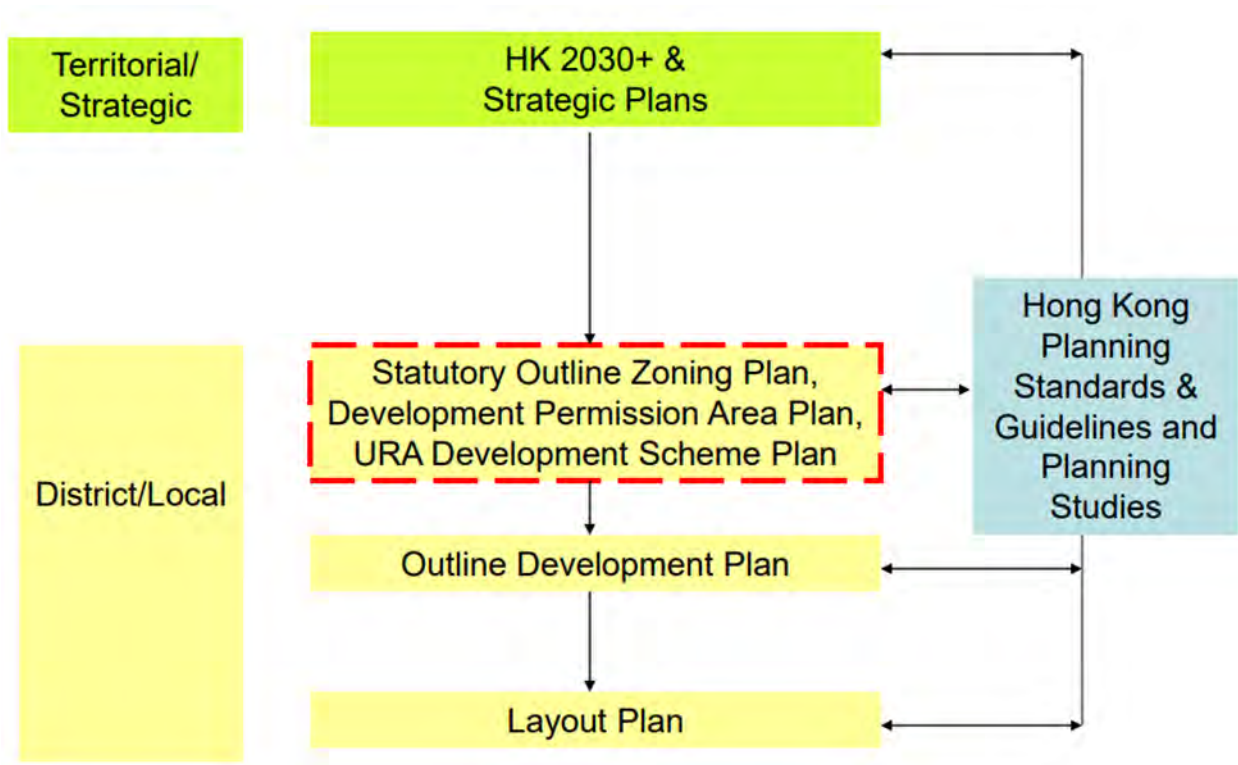 Territorial/
Strategic
HK 2030+ &
Strategic Plans
Hong Kong
Planning
Standards &
Guidelines and
Planning
Studies
District/Local
Statutory Outline Zoning Plan,
Development Permission Area Plan,
URA Development Scheme Plan
Outline Development Plan
Layout Plan